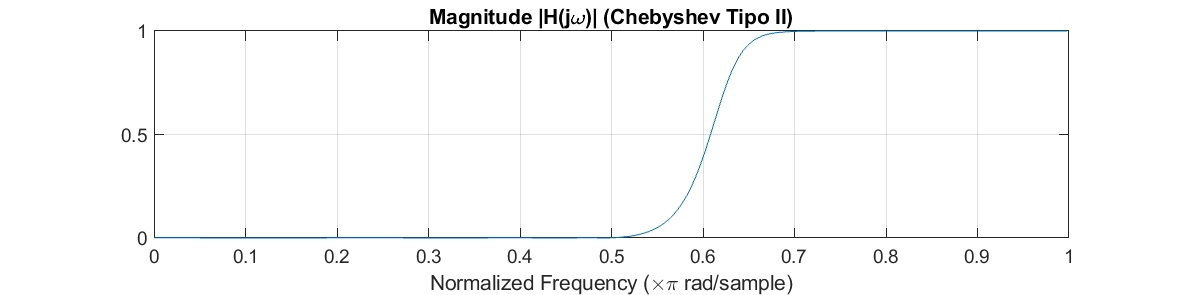 Magnitude |H(jω)| (Chebyshev Tipo II)
1
0.5
0
0 0.1 0.2 0.3 0.4 0.5 0.6 0.7 0.8 0.9 1
Normalized Frequency (×π rad/sample)